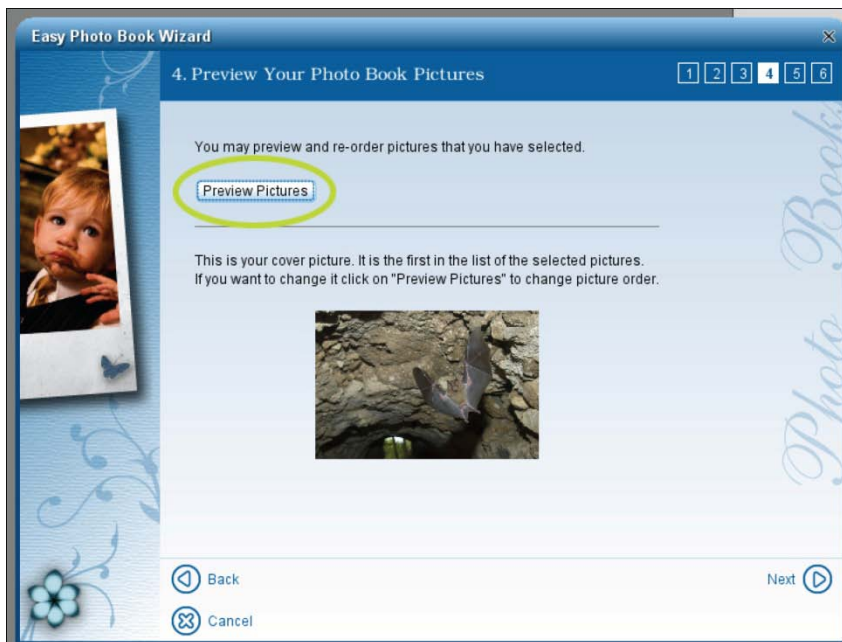 Easy Photo Book Wizard
4. Preview Your Photo Book Pictures
1 2 3 4 5 6
You may preview and re-order pictures that you have selected.
Preview Pictures
This is your cover picture. It is the first in the list of the selected pictures.
If you want to change it click on "Preview Pictures" to change picture order.
Photo Books
Back
Next
Cancel